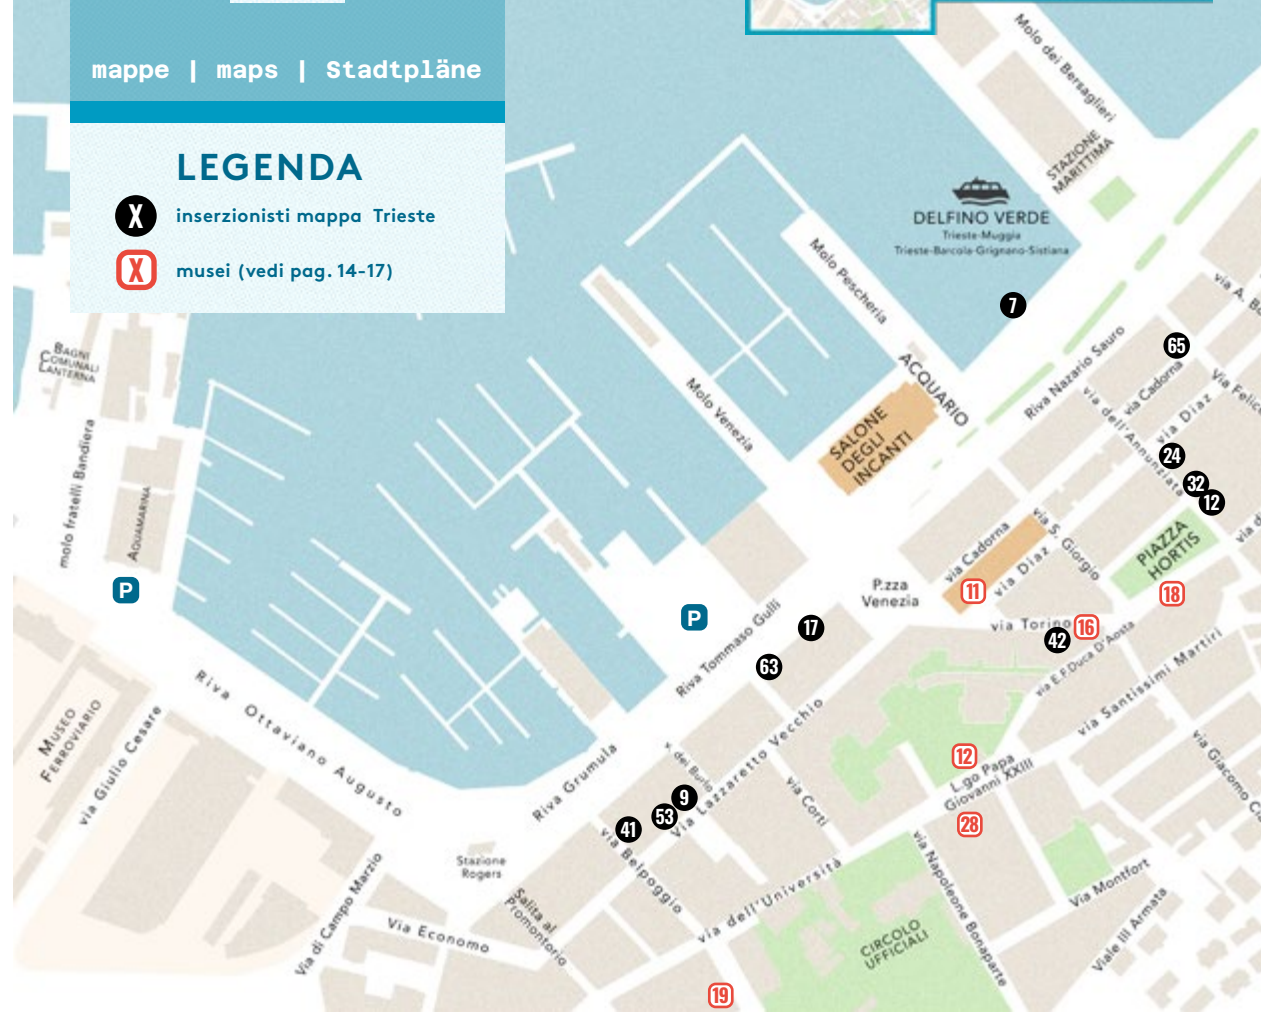 mappe | maps | Stadtpläne
LEGENDA
X
inserzionisti mappa Trieste
X
musei (vedi pag. 14-17)
Molo dei Bersaglieri
STAZIONE
MARITTIMA
DELFINO VERDE
Trieste-Muggia
Trieste-Barcola-Grignano-Sistiana
7
Molo Pescheria
ACQUARIO
SALONE
DEGLI
INCANTI
Molo Venezia
Riva Nazario Sauro
65
via Cadorna
via dell'Annunziata
via Diaz
24
32
12
PIAZZA
HORTIS
18
via Cadorna
via S. Giorgio
via Diaz
11
P.zza
Venezia
via Torino
16
42
via E.F. Duca D'Aosta
via Santissimi Martiri
BAGNI
COMUNALI
LANTERNA
molo fratelli Bandiera
AQUAMARINA
P
P
17
63
Riva Tommaso Gulli
MUSEO
FERROVIARIO
via Giulio Cesare
Riva Ottaviano Augusto
Riva Grumula
v. dei Burlo
Via Lazzaretto Vecchio
9
53
41
via Belpoggio
via Corti
12
L.go Papa
Giovanni XXIII
28
via dell'Università
via Napoleone Bonaparte
via Montfort
Viale III Armata
Stazione
Rogers
Salita al
Promontorio
Via di Campo Marzio
Via Economo
CIRCOLO
UFFICIALI
19